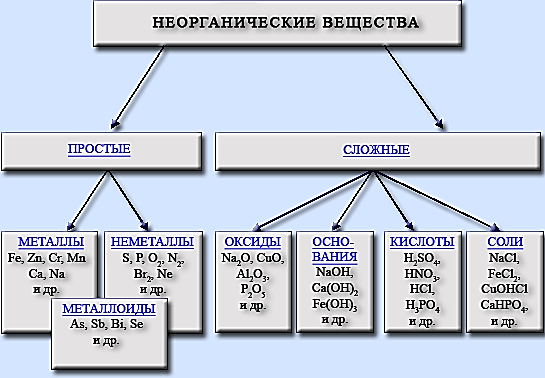 НЕОРГАНИЧЕСКИЕ ВЕЩЕСТВА
ПРОСТЫЕ
СЛОЖНЫЕ
МЕТАЛЛЫ
Fe, Zn, Cr, Mn
Ca, Na
и др.
НЕМЕТАЛЛЫ
S, P, O₂, N₂,
Br₂, Ne
и др.
МЕТАЛЛОИДЫ
As, Sb, Bi, Se
и др.
ОКСИДЫ
Na₂O, CuO,
Al₂O₃,
P₂O₅
и др.
ОСНО-
ВАНИЯ
NaOH,
Ca(OH)₂
Fe(OH)₃
и др.
КИСЛОТЫ
H₂SO₄,
HNO₃,
HCl,
H₃PO₄
и др.
СОЛИ
NaCl,
FeCl₂,
CuOHCl
CaHPO₄,
и др.